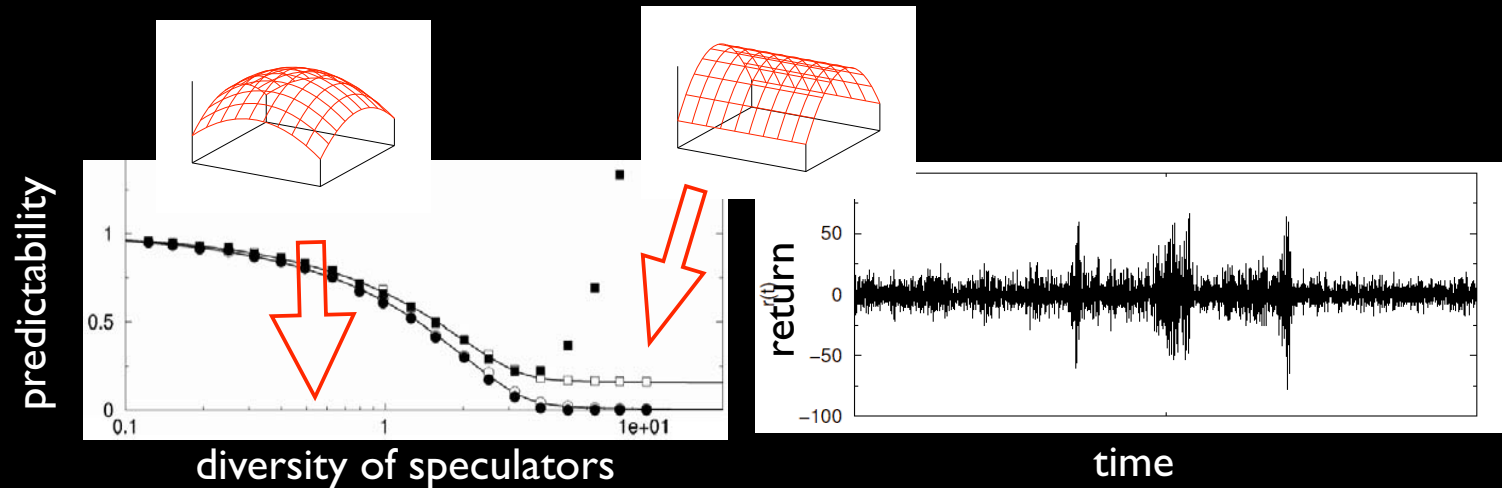 predictability
1
0.5
0
0.1
1
1e+01
diversity of speculators
return
r(t)
50
0
−50
−100
time